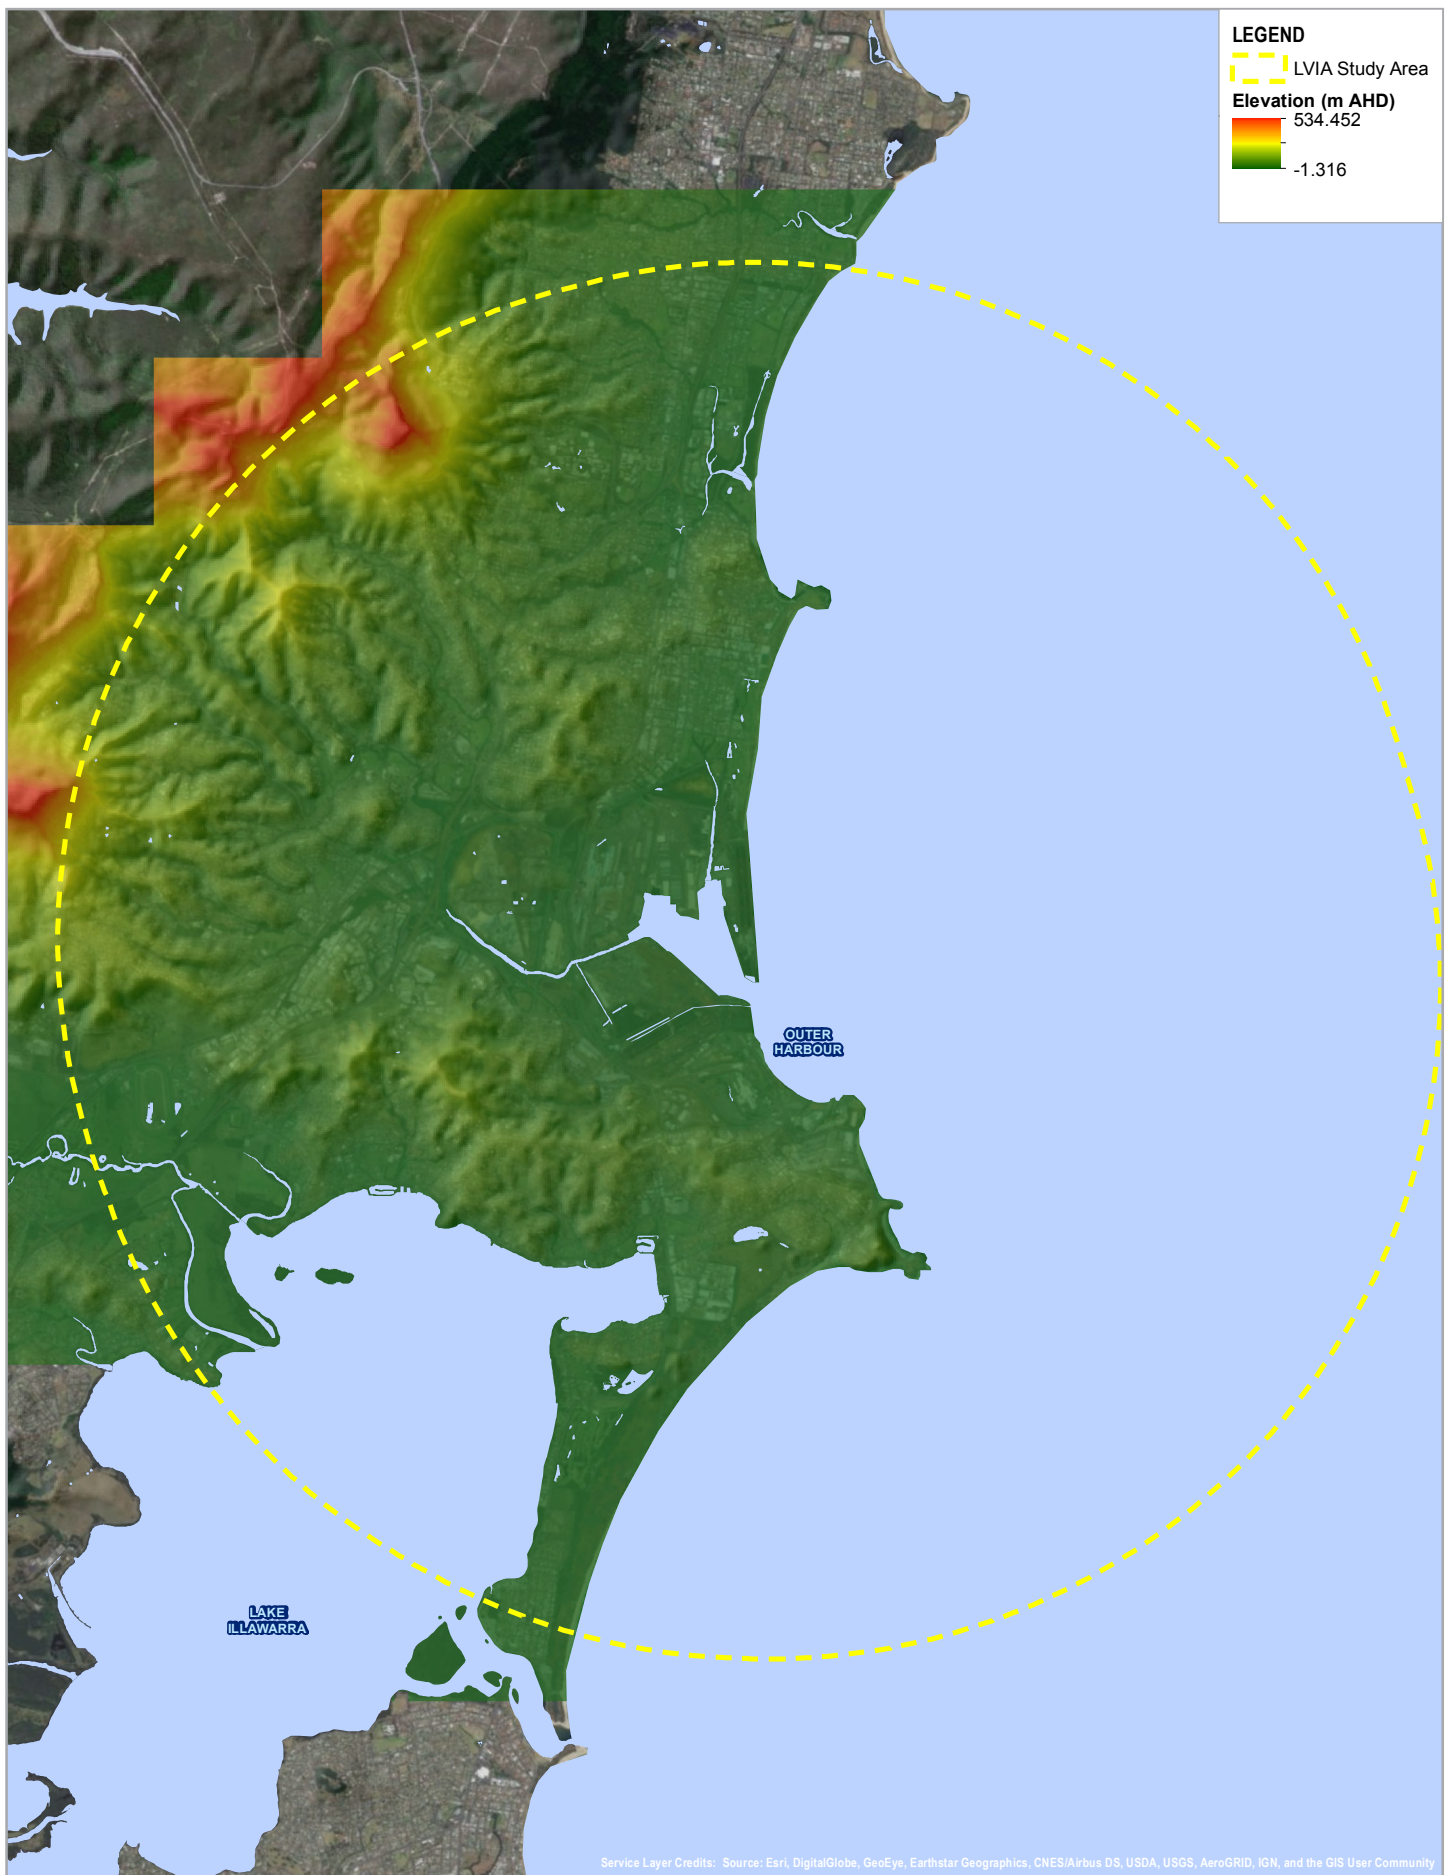 LEGEND
LVIA Study Area
Elevation (m AHD)
534.452
-1.316
OUTER
HARBOUR
LAKE
ILLAWARRA
Service Layer Credits: Source: Esri, DigitalGlobe, GeoEye, Earthstar Geographics, CNES/Airbus DS, USDA, USGS, AeroGRID, IGN, and the GIS User Community